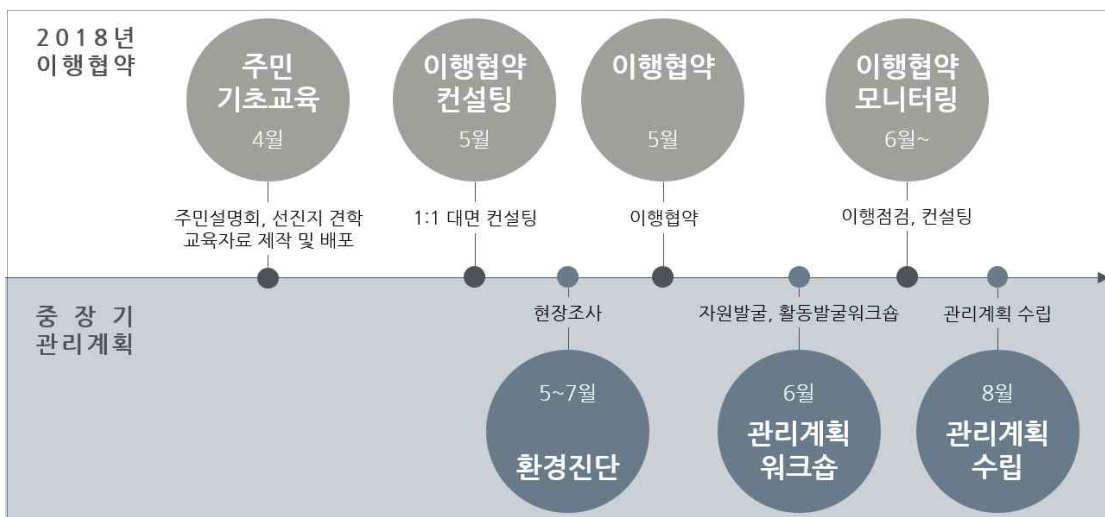 2018년
이행협약
주민
기초교육
4월
이행협약
컨설팅
5월
이행협약
5월
이행협약
모니터링
6월~
주민설명회, 선진지 견학
교육자료 제작 및 배포
1:1 대면 컨설팅
이행협약
이행점검, 컨설팅
중 장 기
관리계획
현장조사
자원발굴, 활동발굴워크숍
관리계획 수립
5~7월
환경진단
6월
관리계획
워크숍
8월
관리계획
수립